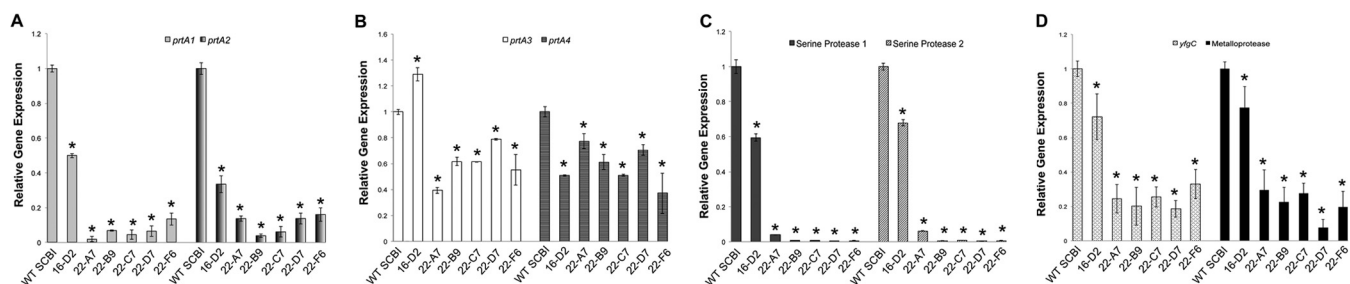 A
prtA1 prtA2
Relative Gene Expression
1.2
1
0.8
0.6
0.4
0.2
0
* * * * * * * * * * * *
WT SCBI 16-D2 22-A7 22-B9 22-C7 22-D7 22-F6 WT SCBI 16-D2 22-A7 22-B9 22-C7 22-D7 22-F6
B
prtA3 prtA4
Relative Gene Expression
1.6
1.4
1.2
1
0.8
0.6
0.4
0.2
0
* * * * * * * * * * * *
WT SCBI 16-D2 22-A7 22-B9 22-C7 22-D7 22-F6 WT SCBI 16-D2 22-A7 22-B9 22-C7 22-D7 22-F6
C
Serine Protease 1 Serine Protease 2
Relative Gene Expression
1.2
1
0.8
0.6
0.4
0.2
0
* * * * * * * * * * * *
WT SCBI 16-D2 22-A7 22-B9 22-C7 22-D7 22-F6 WT SCBI 16-D2 22-A7 22-B9 22-C7 22-D7 22-F6
D
yfgC Metalloprotease
Relative Gene Expression
1.2
1
0.8
0.6
0.4
0.2
0
* * * * * * * * * * * *
WT SCBI 16-D2 22-A7 22-B9 22-C7 22-D7 22-F6 WT SCBI 16-D2 22-A7 22-B9 22-C7 22-D7 22-F6